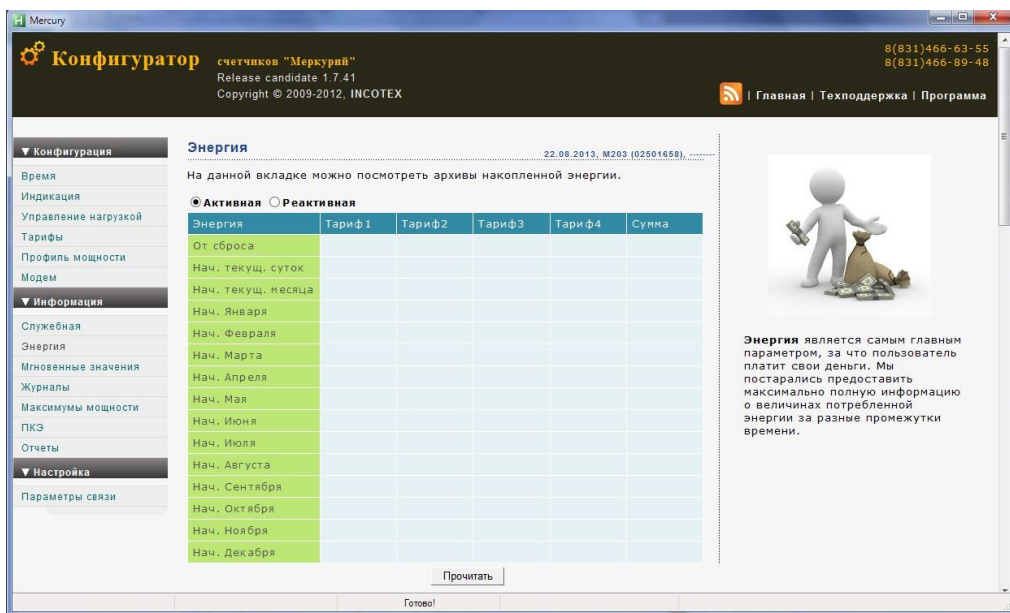 Mercury
Конфигуратор счетчиков "Меркурий"
Release candidate 1.7.41
Copyright © 2009-2012, INCOTEX
8(831)466-63-55
8(831)466-89-48
| Главная | Техподдержка | Программа
▼ Конфигурация
Время
Индикация
Управление нагрузкой
Тарифы
Профиль мощности
Модем
▼ Информация
Служебная
Энергия
Мгновенные значения
Журналы
Максимумы мощности
ПКЭ
Отчеты
▼ Настройка
Параметры связи
Энергия
22.08.2013, M203 (02501658), --------
На данной вкладке можно посмотреть архивы накопленной энергии.
Активная Реактивная
Энергия Тариф1 Тариф2 Тариф3 Тариф4 Сумма
От сброса
Нач. текущ. суток
Нач. текущ. месяца
Нач. Января
Нач. Февраля
Нач. Марта
Нач. Апреля
Нач. Мая
Нач. Июня
Нач. Июля
Нач. Августа
Нач. Сентября
Нач. Октября
Нач. Ноября
Нач. Декабря
Прочитать
Энергия является самым главным
параметром, за что пользователь
платит свои деньги. Мы
постарались предоставить
максимально полную информацию
о величинах потребленной
энергии за разные промежутки
времени.
Готово!